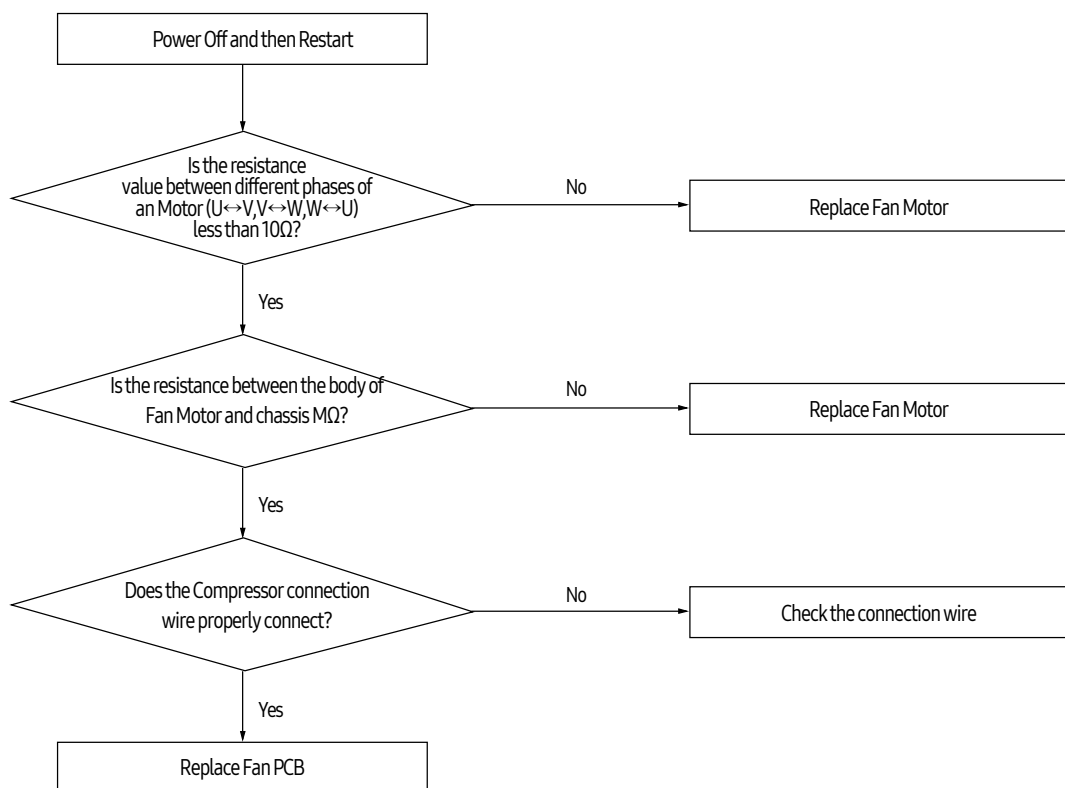 Power Off and then Restart
Is the resistance
value between different phases of
an Motor (U↔V,V↔W,W↔U)
less than 10Ω?
No
Replace Fan Motor
Yes
Is the resistance between the body of
Fan Motor and chassis MΩ?
No
Replace Fan Motor
Yes
Does the Compressor connection
wire properly connect?
No
Check the connection wire
Yes
Replace Fan PCB